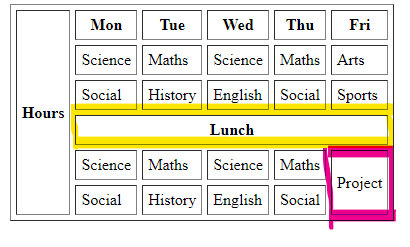 Mon Tue Wed Thu Fri
Science Maths Science Maths Arts
Social History English Social Sports
Hours
Lunch
Science Maths Science Maths
Project
Social History English Social